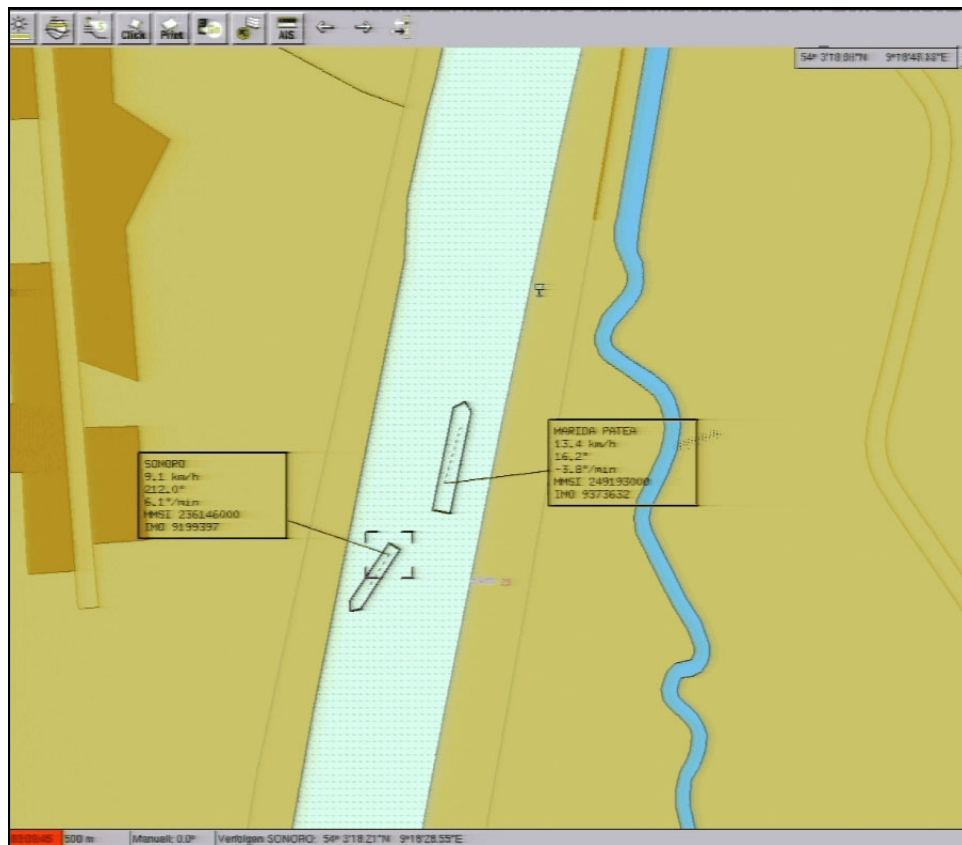 Click Print AIS
54° 3'18.88"N 9°18'48.33"E
MARIDA PATEA
13.4 km/h
16.2°
-3.8°/min
MMSI 249193000
IMO 9373632
SONORO
9.1 km/h
212.0°
6.1°/min
MMSI 236146000
IMO 9199397
500 m Manuell: 0.0° Verfolgen SONORO: 54° 3'18.21"N 9°18'28.55"E